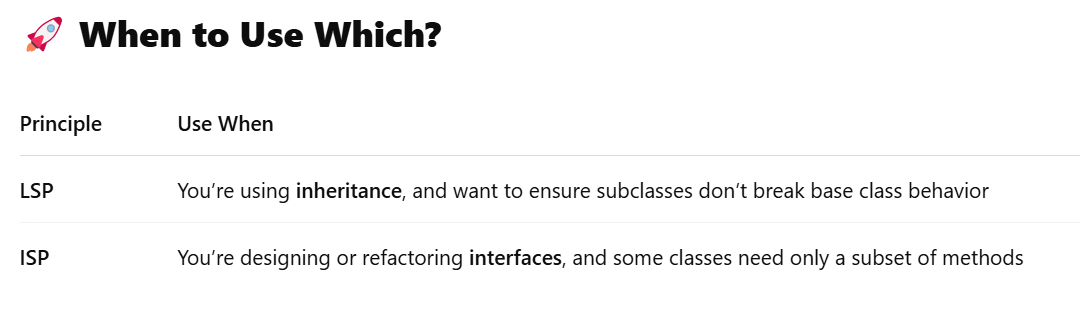 🚀 When to Use Which?
Principle Use When
LSP You’re using inheritance, and want to ensure subclasses don’t break base class behavior
ISP You’re designing or refactoring interfaces, and some classes need only a subset of methods